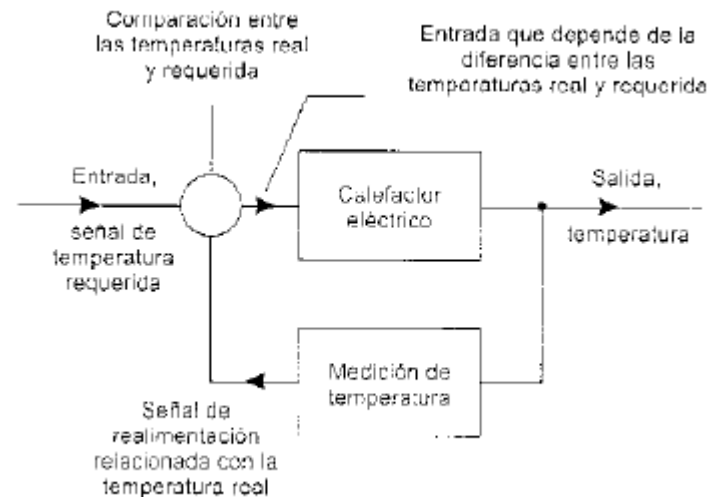 Comparación entre
las temperaturas real
y requerida
Entrada que depende de la
diferencia entre las
temperaturas real y requerida
Entrada,
señal de
temperatura
requerida
Calefactor
eléctrico
Salida,
temperatura
Medición de
temperatura
Señal de
realimentación
relacionada con la
temperatura real